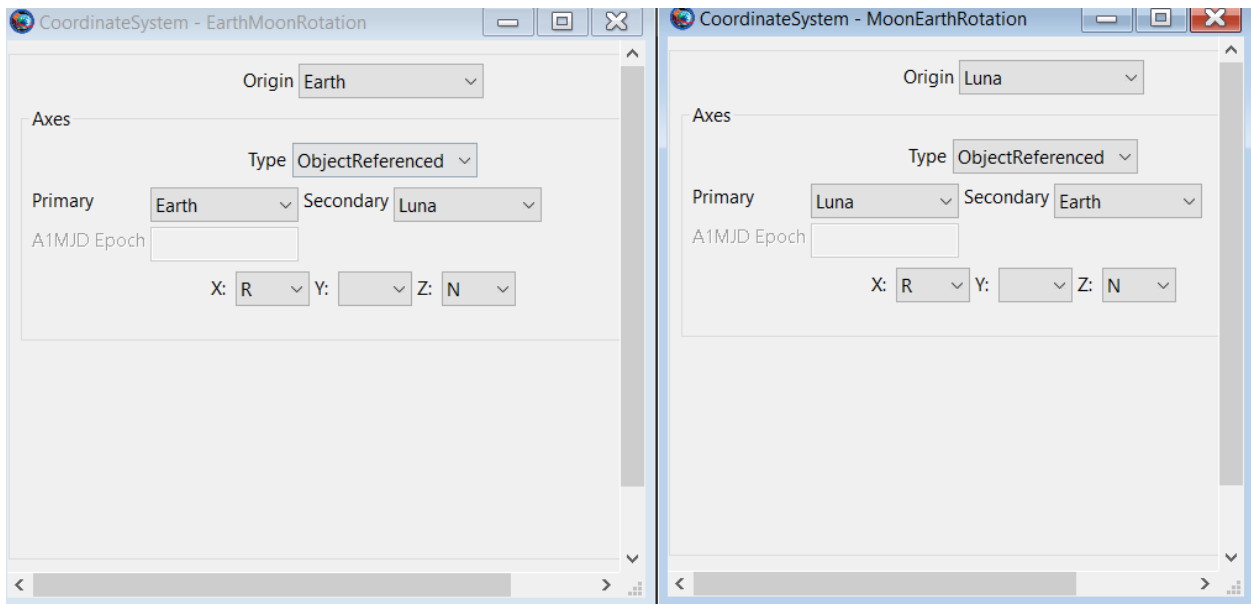 CoordinateSystem - EarthMoonRotation
Origin Earth
Axes
Type ObjectReferenced
Primary Earth Secondary Luna
A1MJD Epoch
X: R Y: Z: N
CoordinateSystem - MoonEarthRotation
Origin Luna
Axes
Type ObjectReferenced
Primary Luna Secondary Earth
A1MJD Epoch
X: R Y: Z: N